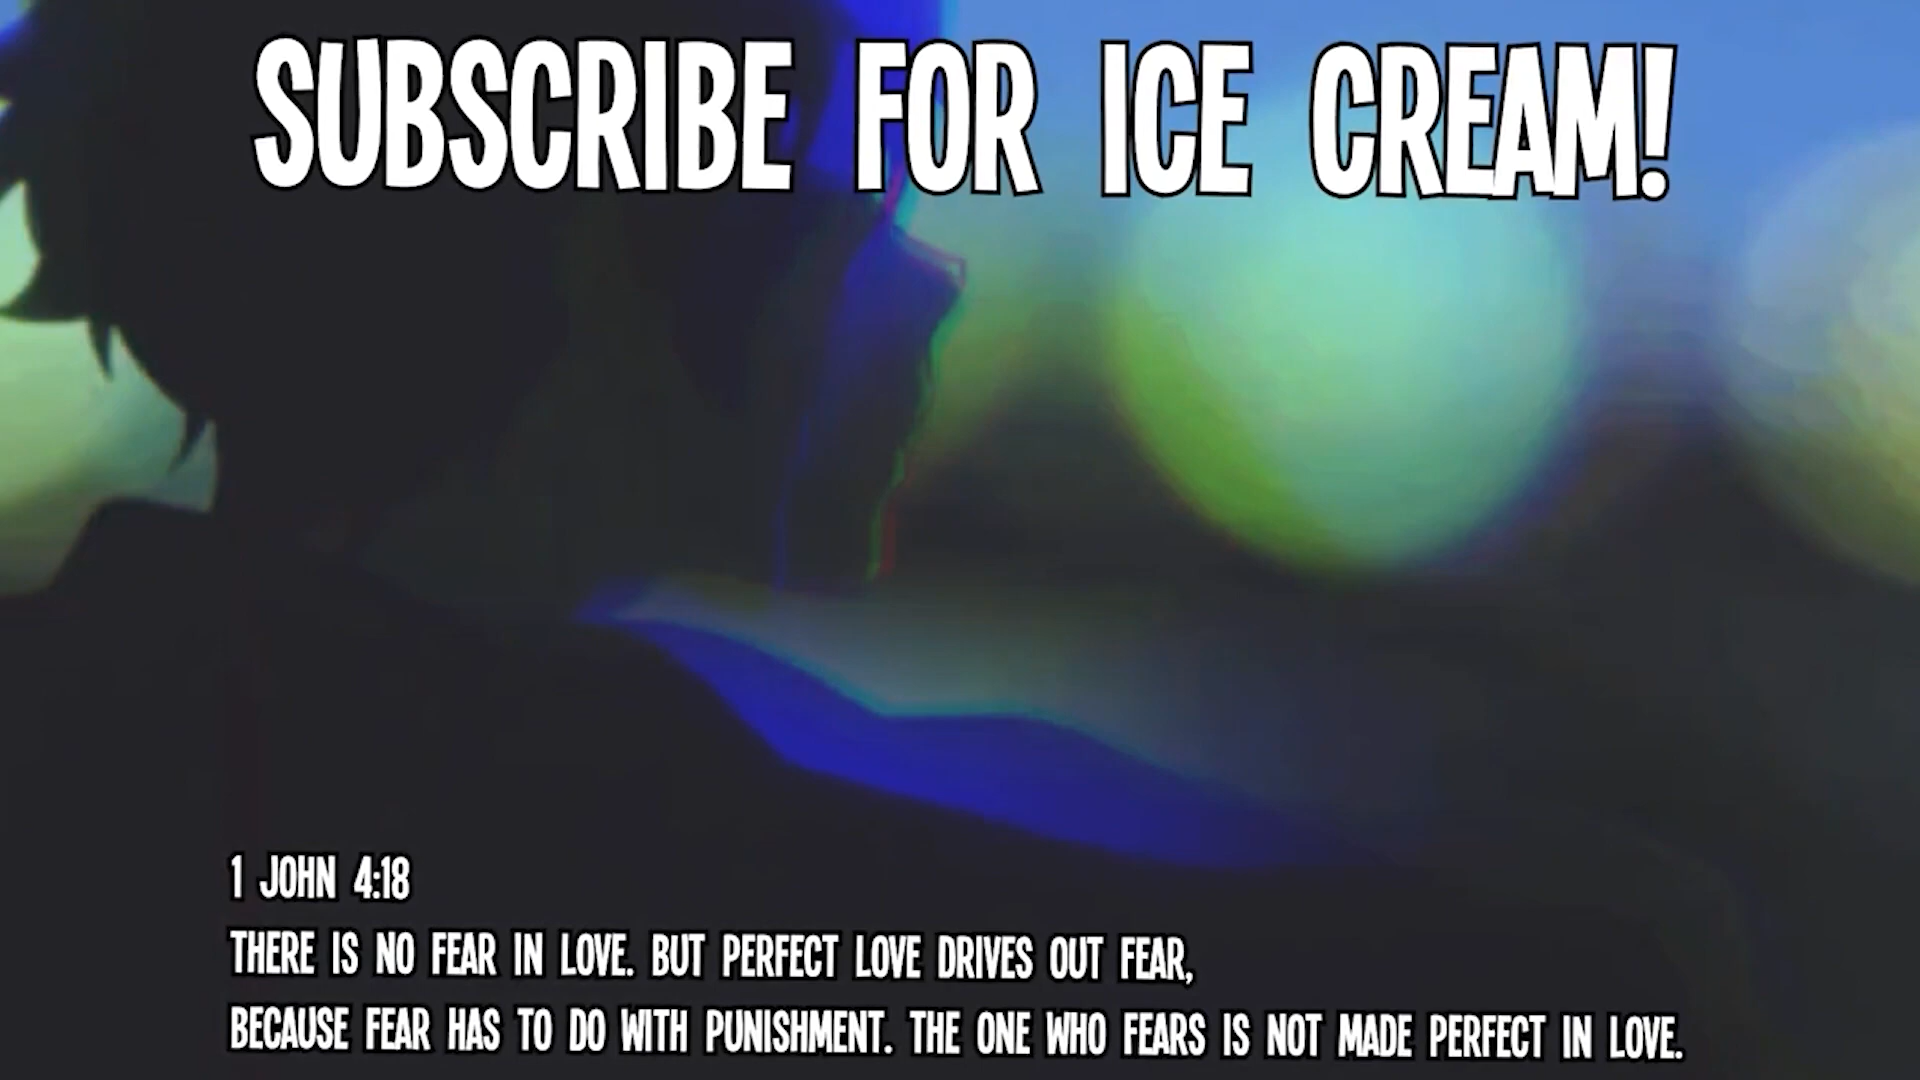 SUBSCRIBE FOR ICE CREAM!
1 JOHN 4:18
THERE IS NO FEAR IN LOVE. BUT PERFECT LOVE DRIVES OUT FEAR,
BECAUSE FEAR HAS TO DO WITH PUNISHMENT. THE ONE WHO FEARS IS NOT MADE PERFECT IN LOVE.